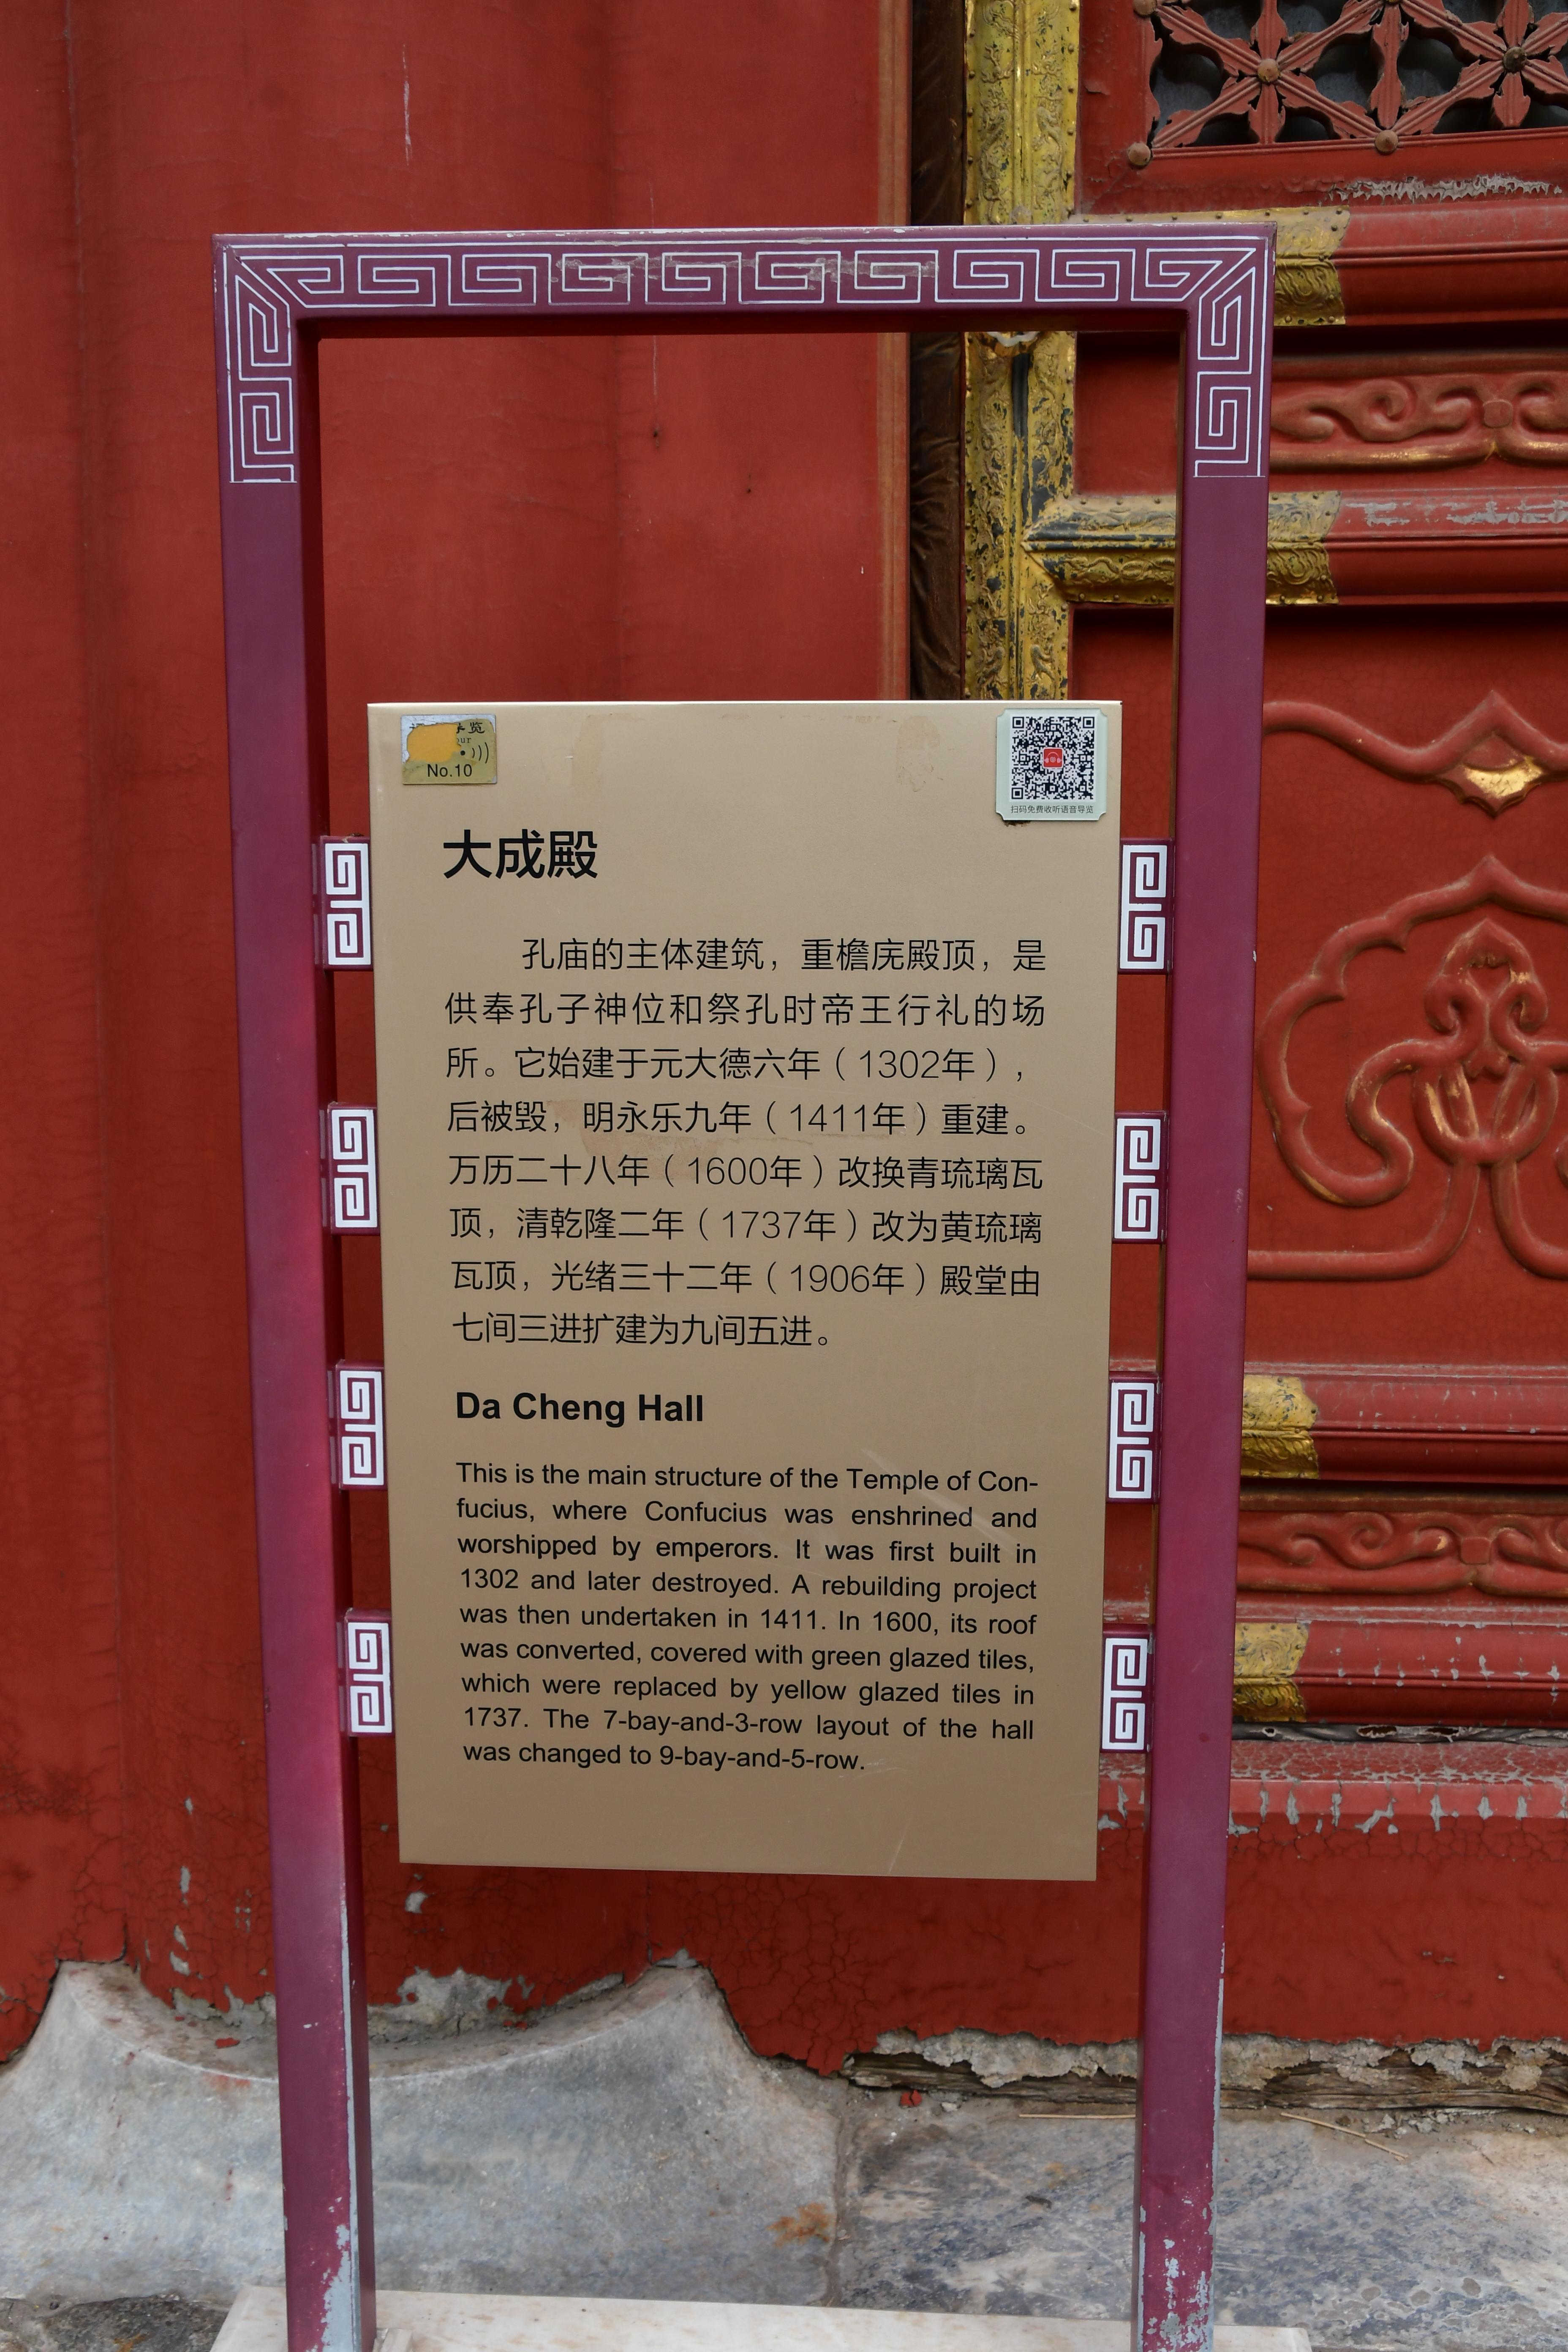 览
No.10
扫码免费收听语音导览
大成殿
孔庙的主体建筑，重檐庑殿顶，是
供奉孔子神位和祭孔时帝王行礼的场
所。它始建于元大德六年（1302年），
后被毁，明永乐九年（1411年）重建。
万历二十八年（1600年）改换青琉璃瓦
顶，清乾隆二年（1737年）改为黄琉璃
瓦顶，光绪三十二年（1906年）殿堂由
七间三进扩建为九间五进。
Da Cheng Hall
This is the main structure of the Temple of Con-
fucius, where Confucius was enshrined and
worshipped by emperors. It was first built in
1302 and later destroyed. A rebuilding project
was then undertaken in 1411. In 1600, its roof
was converted, covered with green glazed tiles,
which were replaced by yellow glazed tiles in
1737. The 7-bay-and-3-row layout of the hall
was changed to 9-bay-and-5-row.